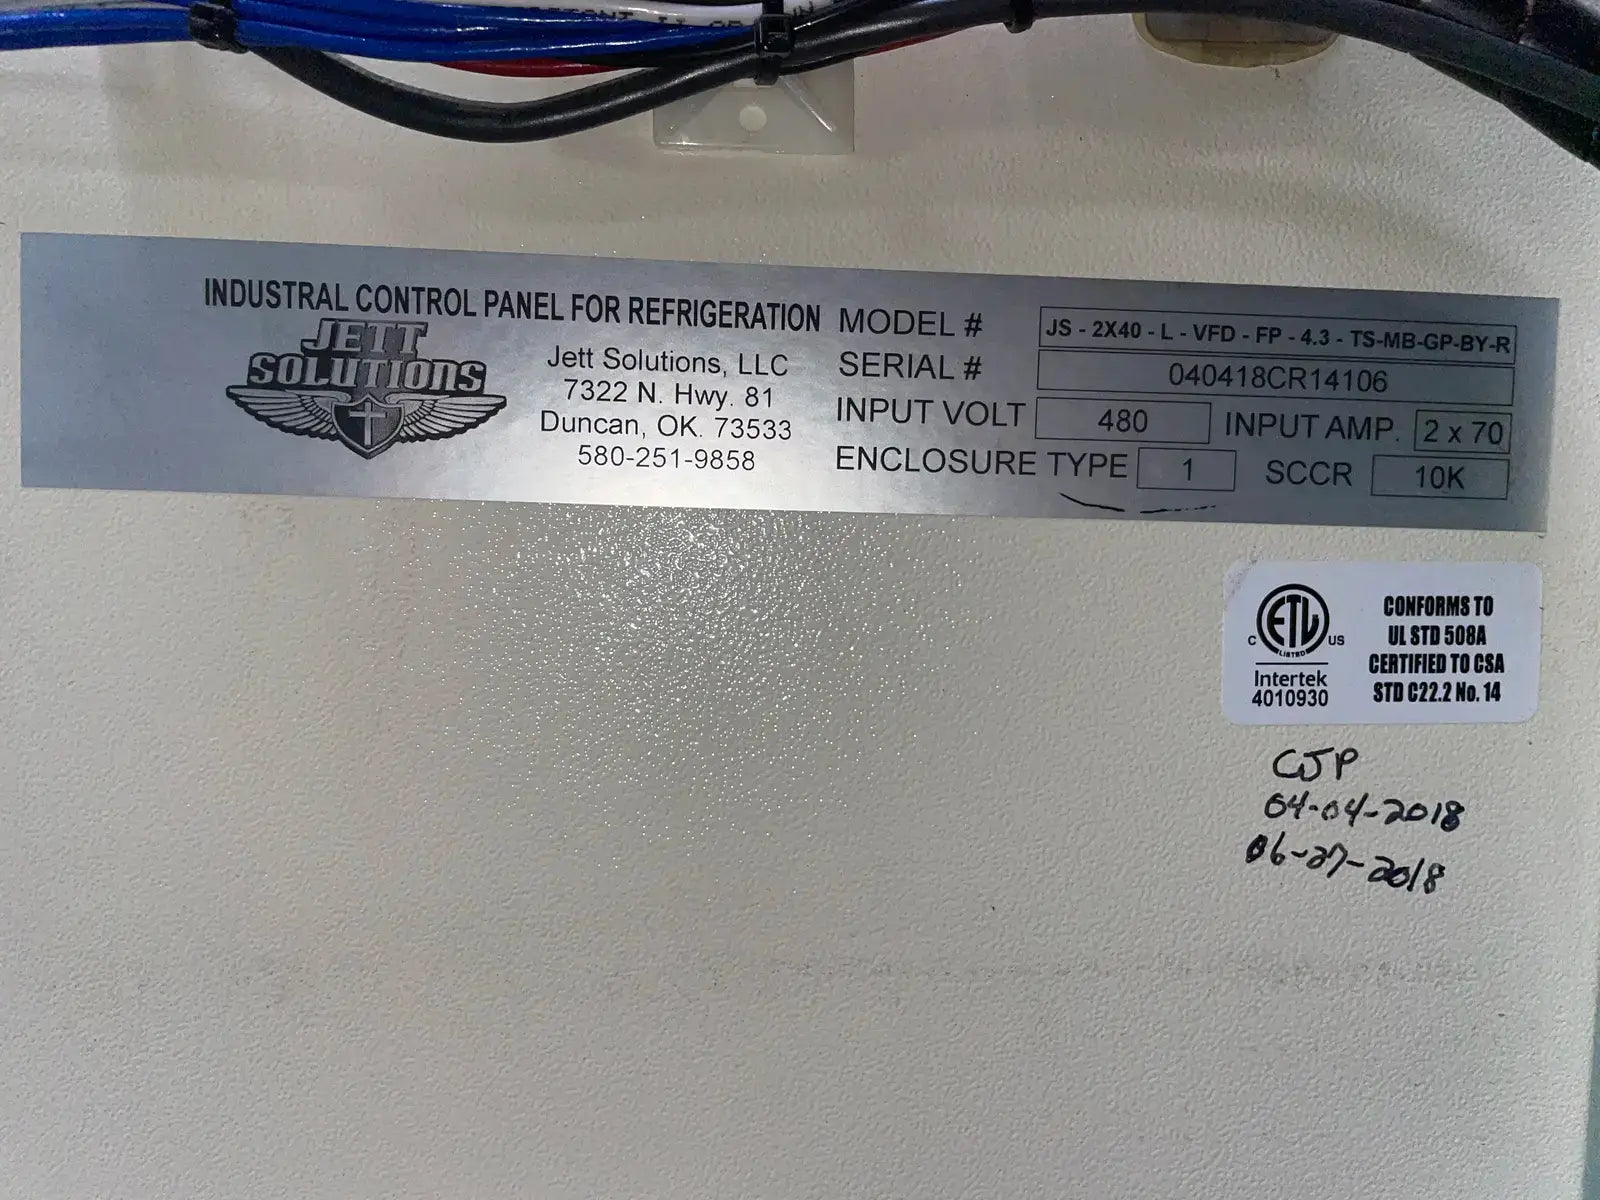 INDUSTRAL CONTROL PANEL FOR REFRIGERATION
JETT
SOLUTIONS
Jett Solutions, LLC
7322 N. Hwy. 81
Duncan, OK. 73533
580-251-9858
MODEL # JS - 2X40 - L - VFD - FP - 4.3 - TS-MB-GP-BY-R
SERIAL # 040418CR14106
INPUT VOLT 480 INPUT AMP. 2 x 70
ENCLOSURE TYPE 1 SCCR 10K
ETL
LISTED
C US
Intertek
4010930
CONFORMS TO
UL STD 508A
CERTIFIED TO CSA
STD C22.2 No. 14
CJP
04-04-2018
06-27-2018